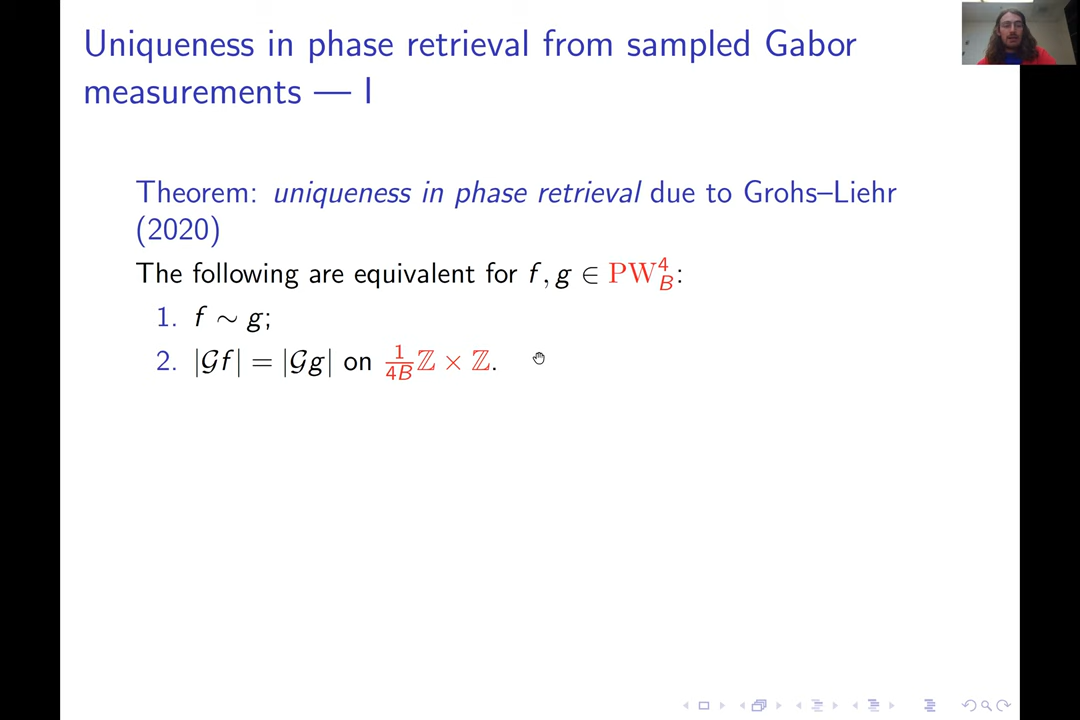 Uniqueness in phase retrieval from sampled Gabor
measurements — I
Theorem: uniqueness in phase retrieval due to Grohs–Liehr
(2020)
The following are equivalent for f, g ∈ PW⁴_B:
1. f ∼ g;
2. |𝒢f| = |𝒢g| on 1/4B ℤ × ℤ.